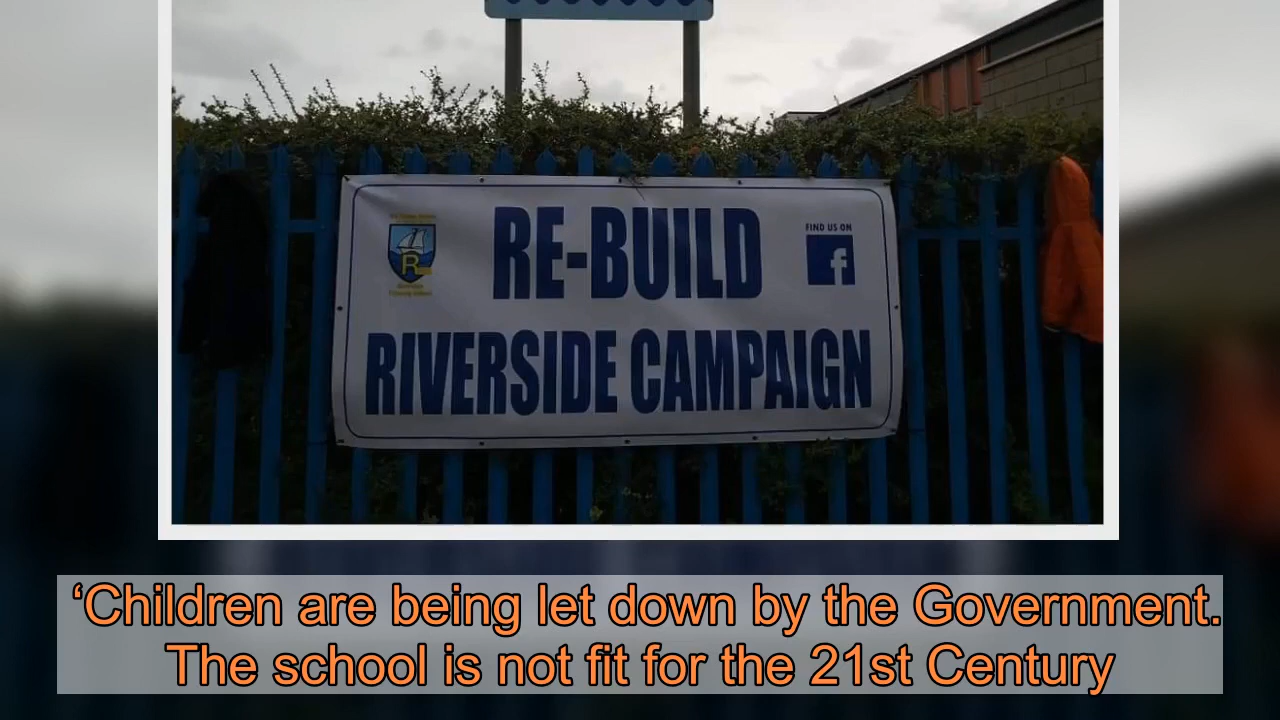 RE-BUILD
FIND US ON
f
RIVERSIDE CAMPAIGN
R
‘Children are being let down by the Government.
The school is not fit for the 21st Century